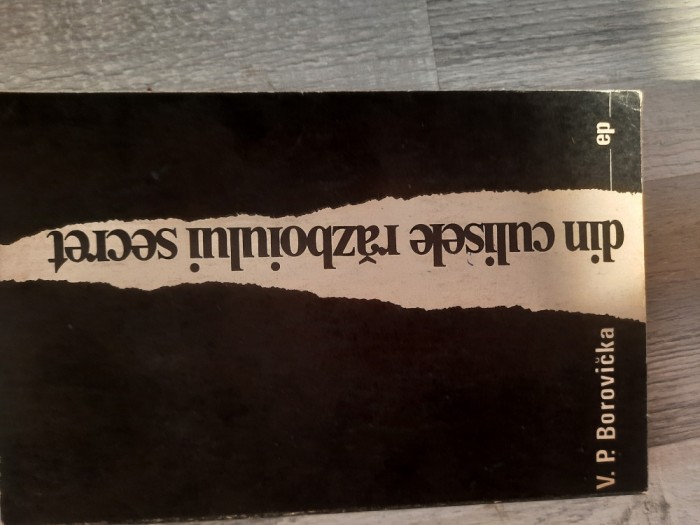 V. P. Borovička
din culisele războiului secret
ep